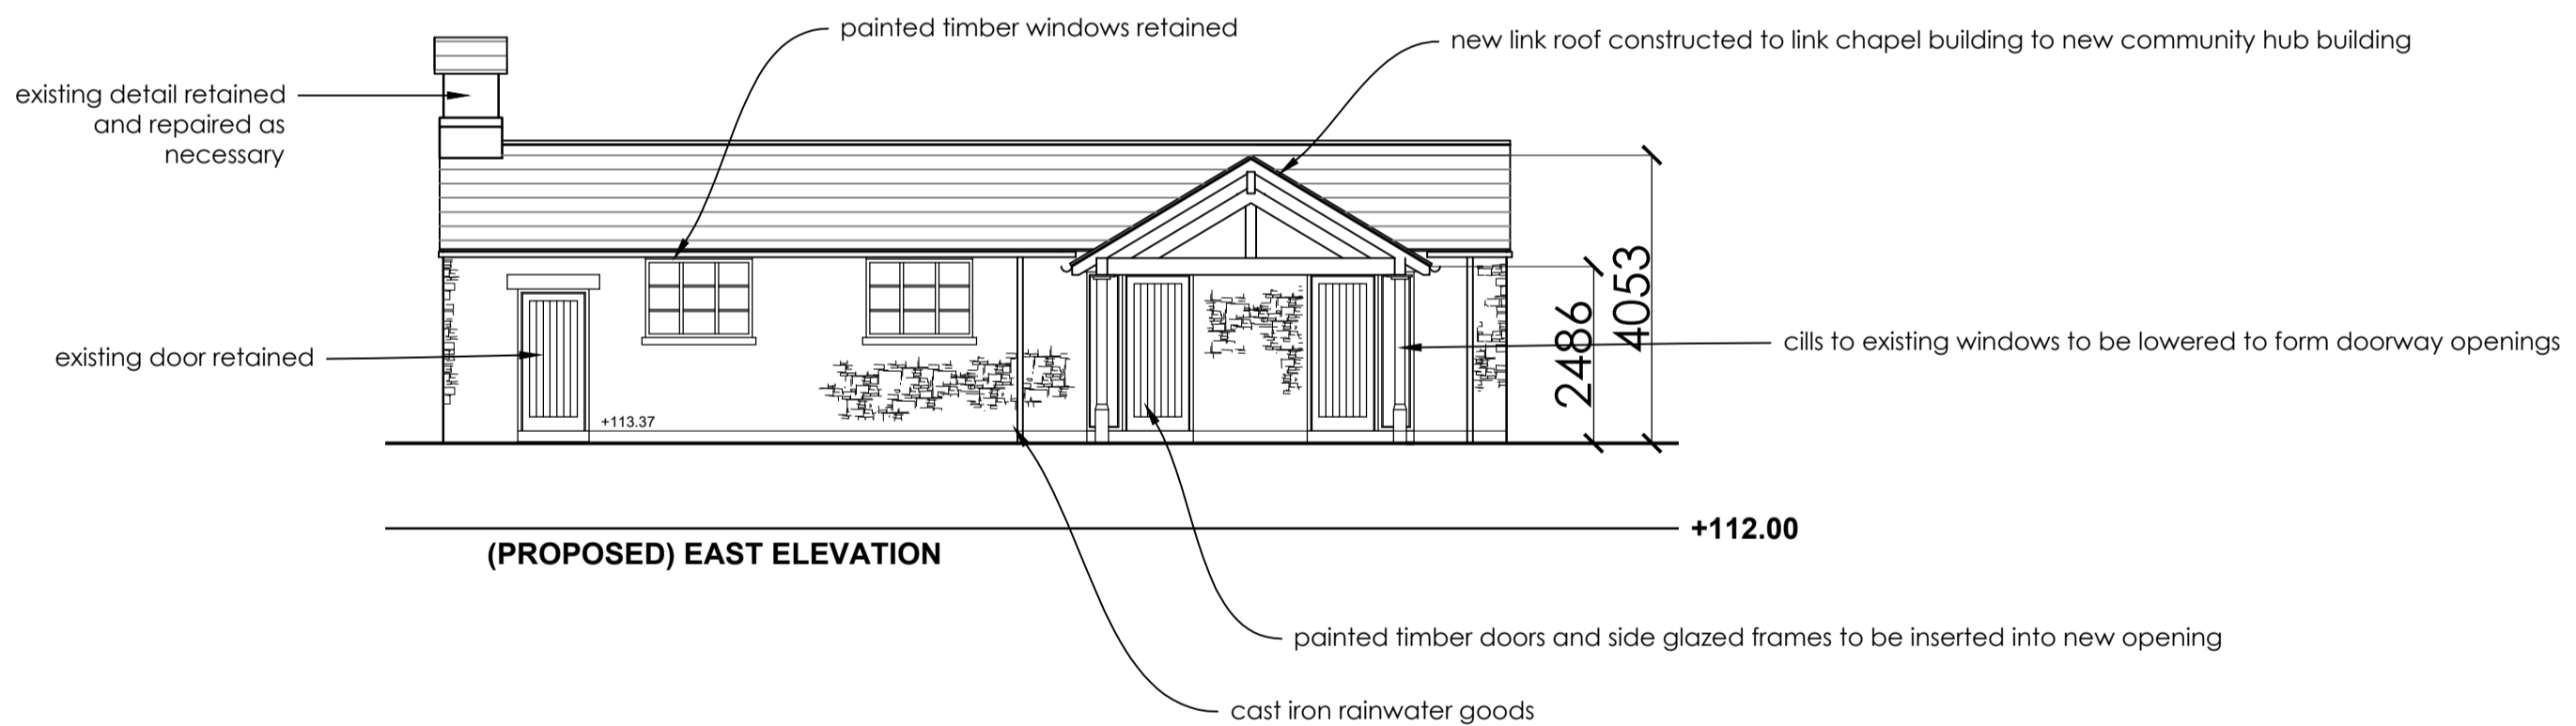 painted timber windows retained
new link roof constructed to link chapel building to new community hub building
existing detail retained
and repaired as
necessary
2486
4053
existing door retained
cills to existing windows to be lowered to form doorway openings
+113.37
+112.00
(PROPOSED) EAST ELEVATION
painted timber doors and side glazed frames to be inserted into new opening
cast iron rainwater goods